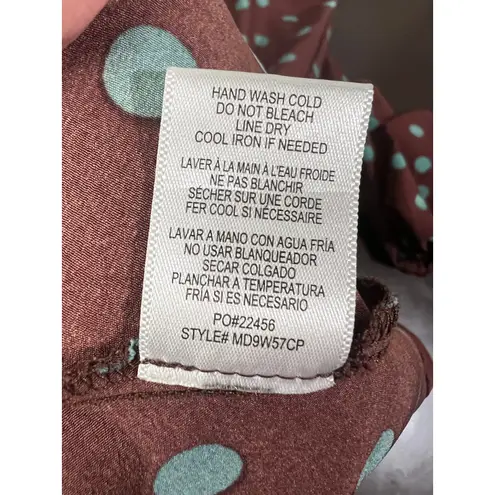 HAND WASH COLD
DO NOT BLEACH
LINE DRY
COOL IRON IF NEEDED
LAVER À LA MAIN À L'EAU FROIDE
NE PAS BLANCHIR
SÉCHER SUR UNE CORDE
FER COOL SI NÉCESSAIRE
LAVAR A MANO CON AGUA FRÍA
NO USAR BLANQUEADOR
SECAR COLGADO
PLANCHAR A TEMPERATURA
FRÍA SI ES NECESARIO
PO#22456
STYLE# MD9W57CP